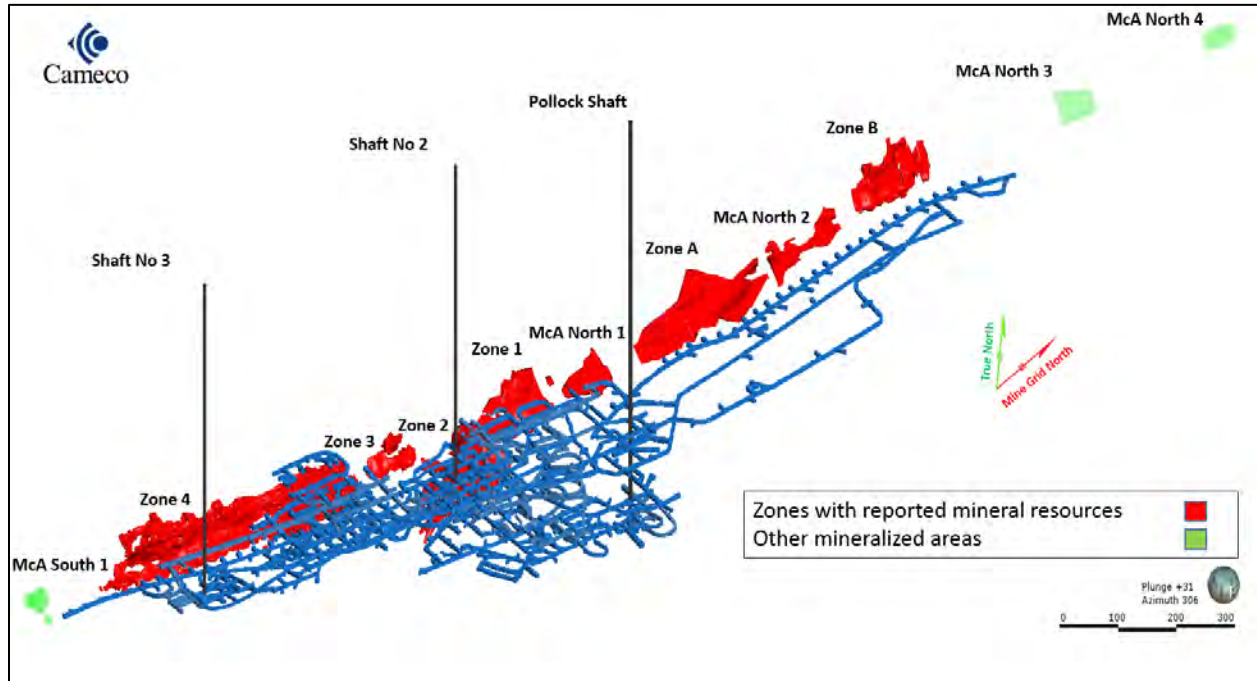 McA North 4
Cameco
McA North 3
Pollock Shaft
Zone B
Shaft No 2
McA North 2
Zone A
Shaft No 3
McA North 1
Zone 1
True North
Mine Grid North
Zone 2
Zone 3
Zone 4
Zones with reported mineral resources
Other mineralized areas
McA South 1
Plunge +31
Azimuth 306
0 100 200 300